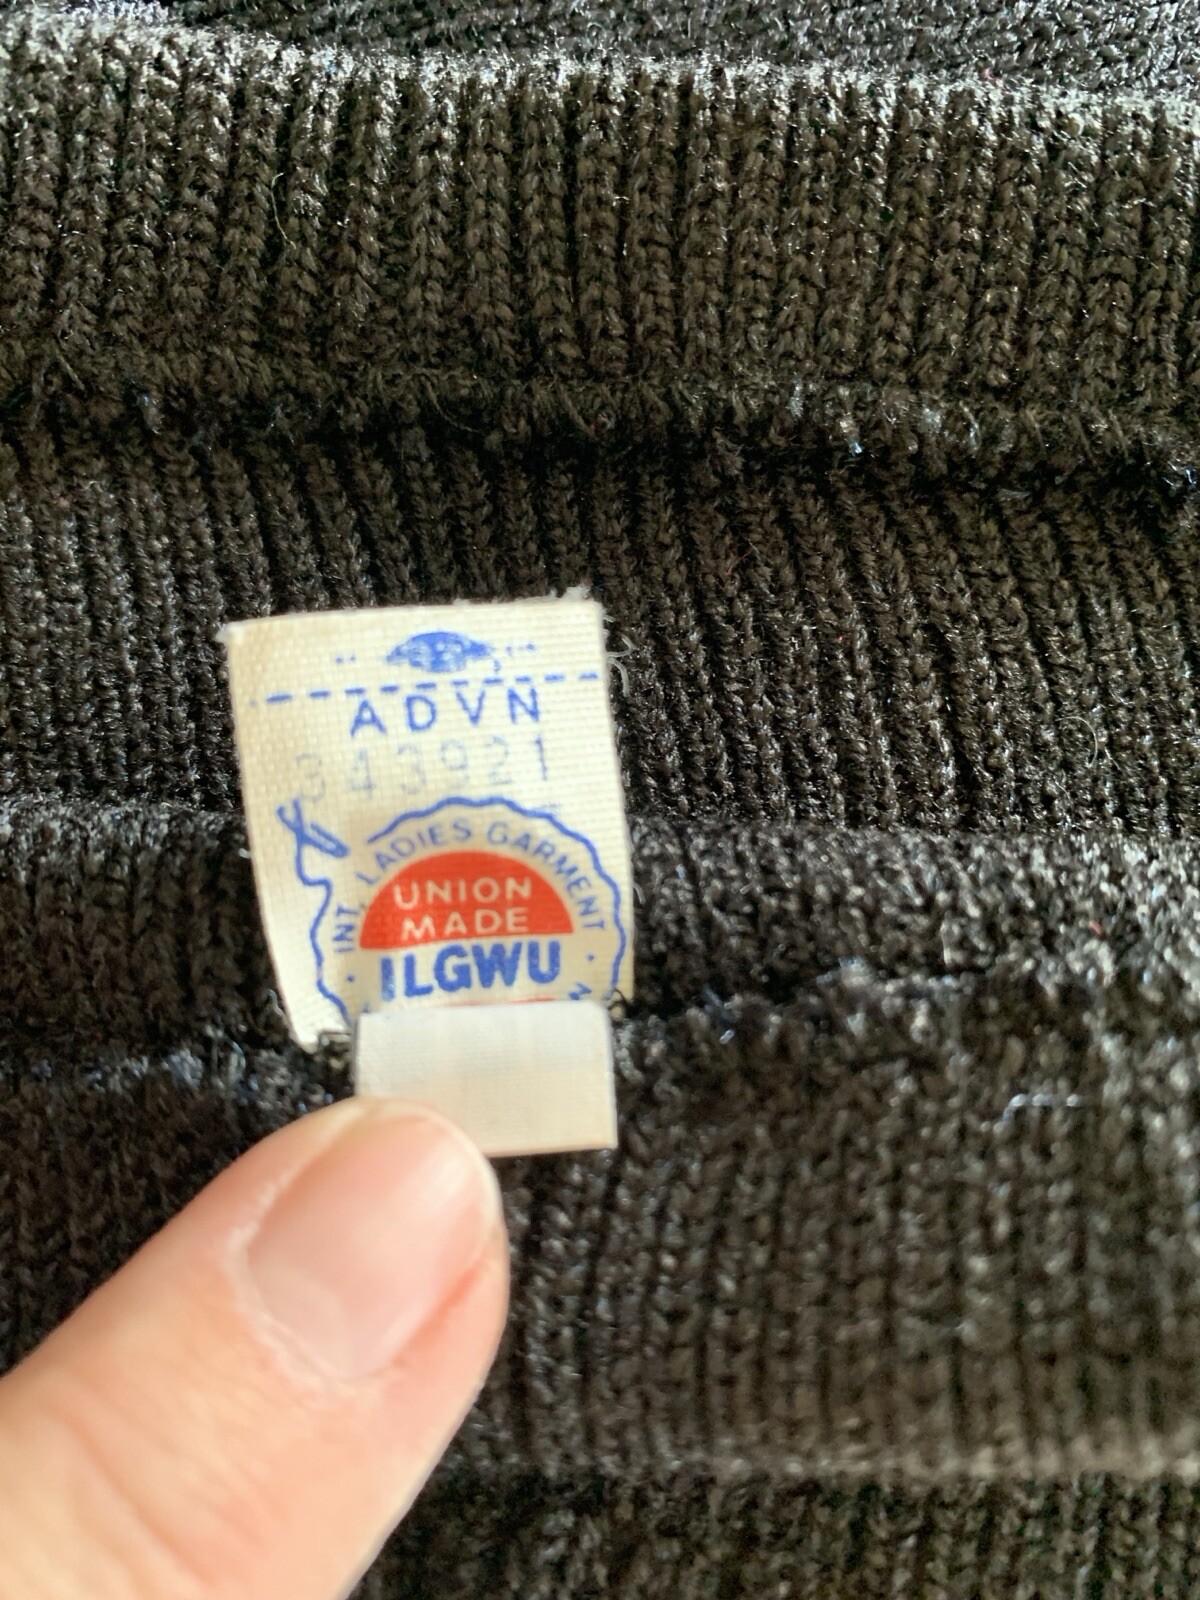 ADVN
343921
INT. LADIES GARMENT
UNION
MADE
ILGWU